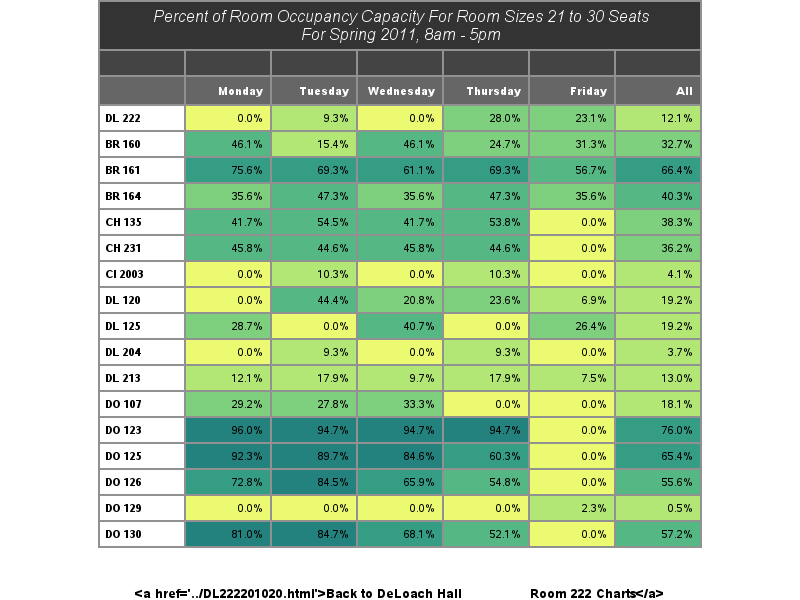 Percent of Room Occupancy Capacity For Room Sizes 21 to 30 Seats
For Spring 2011, 8am - 5pm
Monday Tuesday Wednesday Thursday Friday All
DL 222 0.0% 9.3% 0.0% 28.0% 23.1% 12.1%
BR 160 46.1% 15.4% 46.1% 24.7% 31.3% 32.7%
BR 161 75.6% 69.3% 61.1% 69.3% 56.7% 66.4%
BR 164 35.6% 47.3% 35.6% 47.3% 35.6% 40.3%
CH 135 41.7% 54.5% 41.7% 53.8% 0.0% 38.3%
CH 231 45.8% 44.6% 45.8% 44.6% 0.0% 36.2%
CI 2003 0.0% 10.3% 0.0% 10.3% 0.0% 4.1%
DL 120 0.0% 44.4% 20.8% 23.6% 6.9% 19.2%
DL 125 28.7% 0.0% 40.7% 0.0% 26.4% 19.2%
DL 204 0.0% 9.3% 0.0% 9.3% 0.0% 3.7%
DL 213 12.1% 17.9% 9.7% 17.9% 7.5% 13.0%
DO 107 29.2% 27.8% 33.3% 0.0% 0.0% 18.1%
DO 123 96.0% 94.7% 94.7% 94.7% 0.0% 76.0%
DO 125 92.3% 89.7% 84.6% 60.3% 0.0% 65.4%
DO 126 72.8% 84.5% 65.9% 54.8% 0.0% 55.6%
DO 129 0.0% 0.0% 0.0% 0.0% 2.3% 0.5%
DO 130 81.0% 84.7% 68.1% 52.1% 0.0% 57.2%
<a href='../DL222201020.html'>Back to DeLoach Hall Room 222 Charts</a>